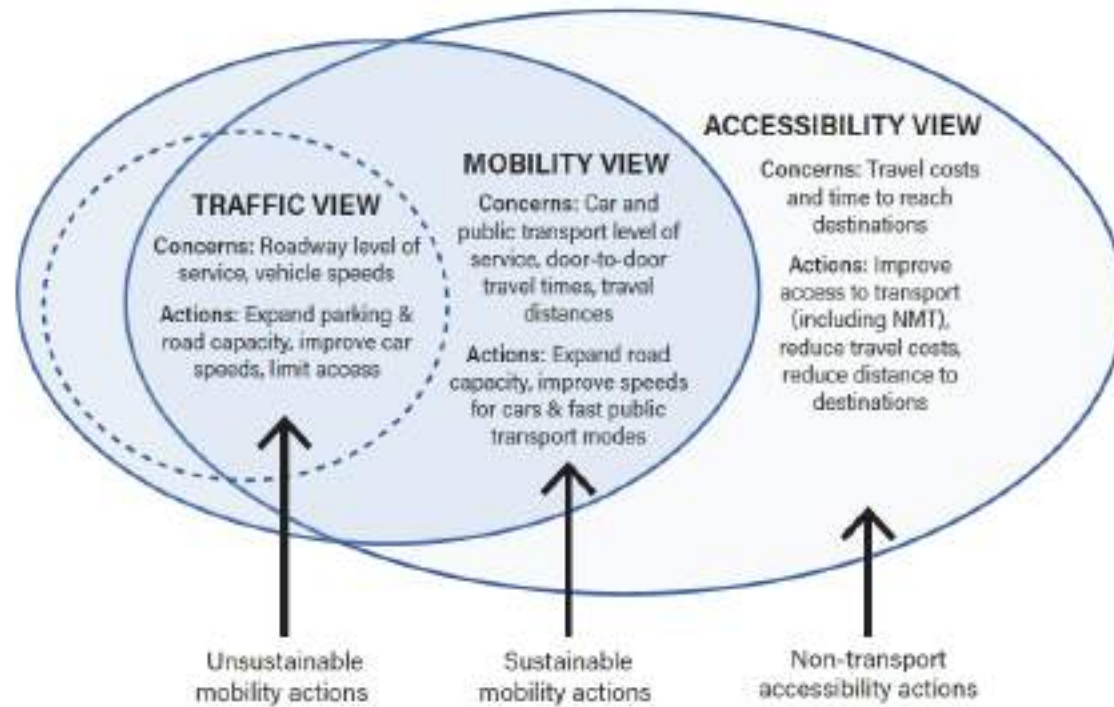 TRAFFIC VIEW
Concerns: Roadway level of
service, vehicle speeds
Actions: Expand parking &
road capacity, improve car
speeds, limit access
MOBILITY VIEW
Concerns: Car and
public transport level of
service, door-to-door
travel times, travel
distances
Actions: Expand road
capacity, improve speeds
for cars & fast public
transport modes
ACCESSIBILITY VIEW
Concerns: Travel costs
and time to reach
destinations
Actions: Improve
access to transport
(including NMT),
reduce travel costs,
reduce distance to
destinations
Unsustainable
mobility actions
Sustainable
mobility actions
Non-transport
accessibility actions